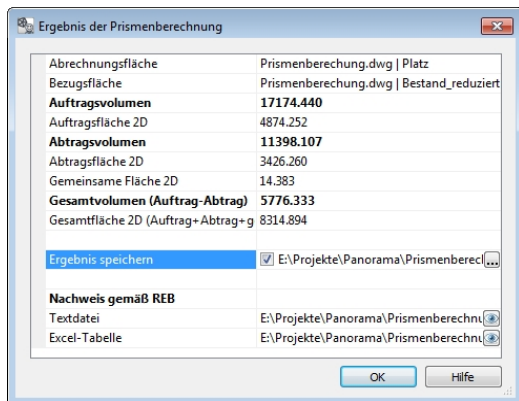 Ergebnis der Prismenberechnung
Abrechnungsfläche Prismenberechung.dwg | Platz
Bezugsfläche Prismenberechung.dwg | Bestand_reduziert
Auftragsvolumen 17174.440
Auftragsfläche 2D 4874.252
Abtragsvolumen 11398.107
Abtragsfläche 2D 3426.260
Gemeinsame Fläche 2D 14.383
Gesamtvolumen (Auftrag-Abtrag) 5776.333
Gesamtfläche 2D (Auftrag+Abtrag+g 8314.894
Ergebnis speichern E:\Projekte\Panorama\Prismenberecl ...
Nachweis gemäß REB
Textdatei E:\Projekte\Panorama\Prismenberechnu
Excel-Tabelle E:\Projekte\Panorama\Prismenberechnu
OK Hilfe